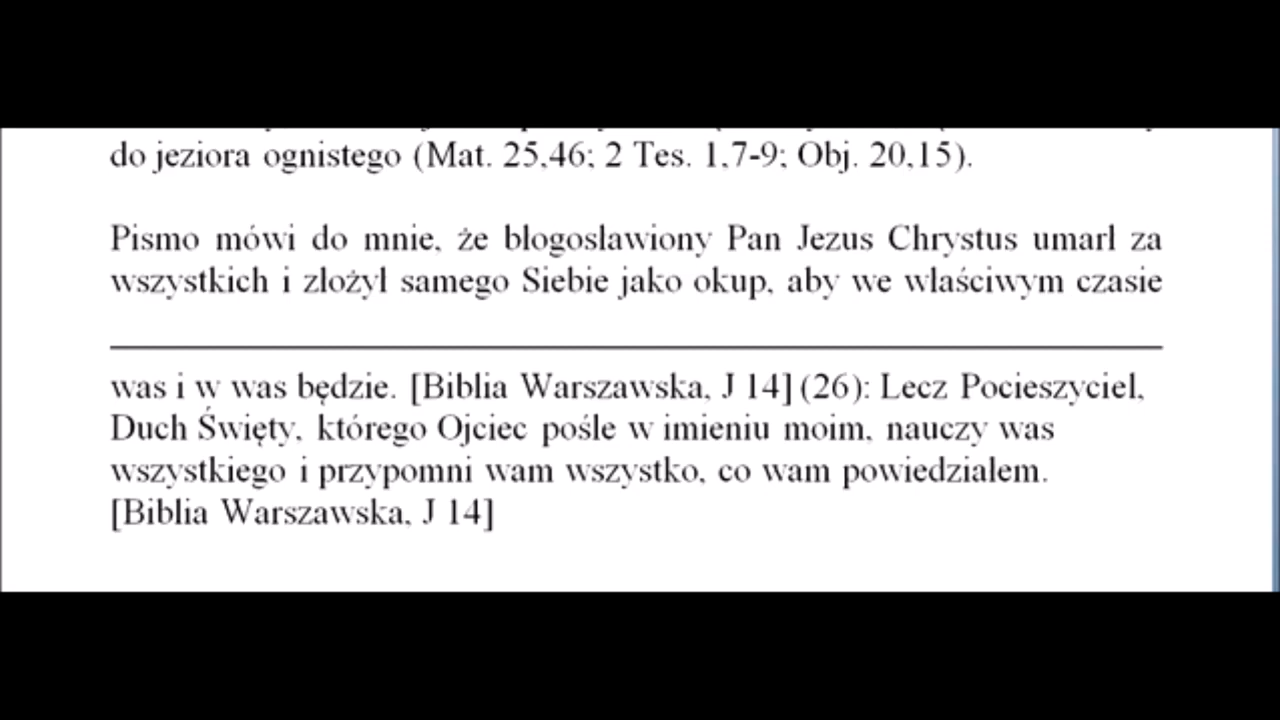 do jeziora ognistego (Mat. 25,46; 2 Tes. 1,7-9; Obj. 20,15).
Pismo mówi do mnie, że błogosławiony Pan Jezus Chrystus umarł za
wszystkich i złożył samego Siebie jako okup, aby we właściwym czasie
was i w was będzie. [Biblia Warszawska, J 14] (26): Lecz Pocieszyciel,
Duch Święty, którego Ojciec pośle w imieniu moim, nauczy was
wszystkiego i przypomni wam wszystko, co wam powiedziałem.
[Biblia Warszawska, J 14]